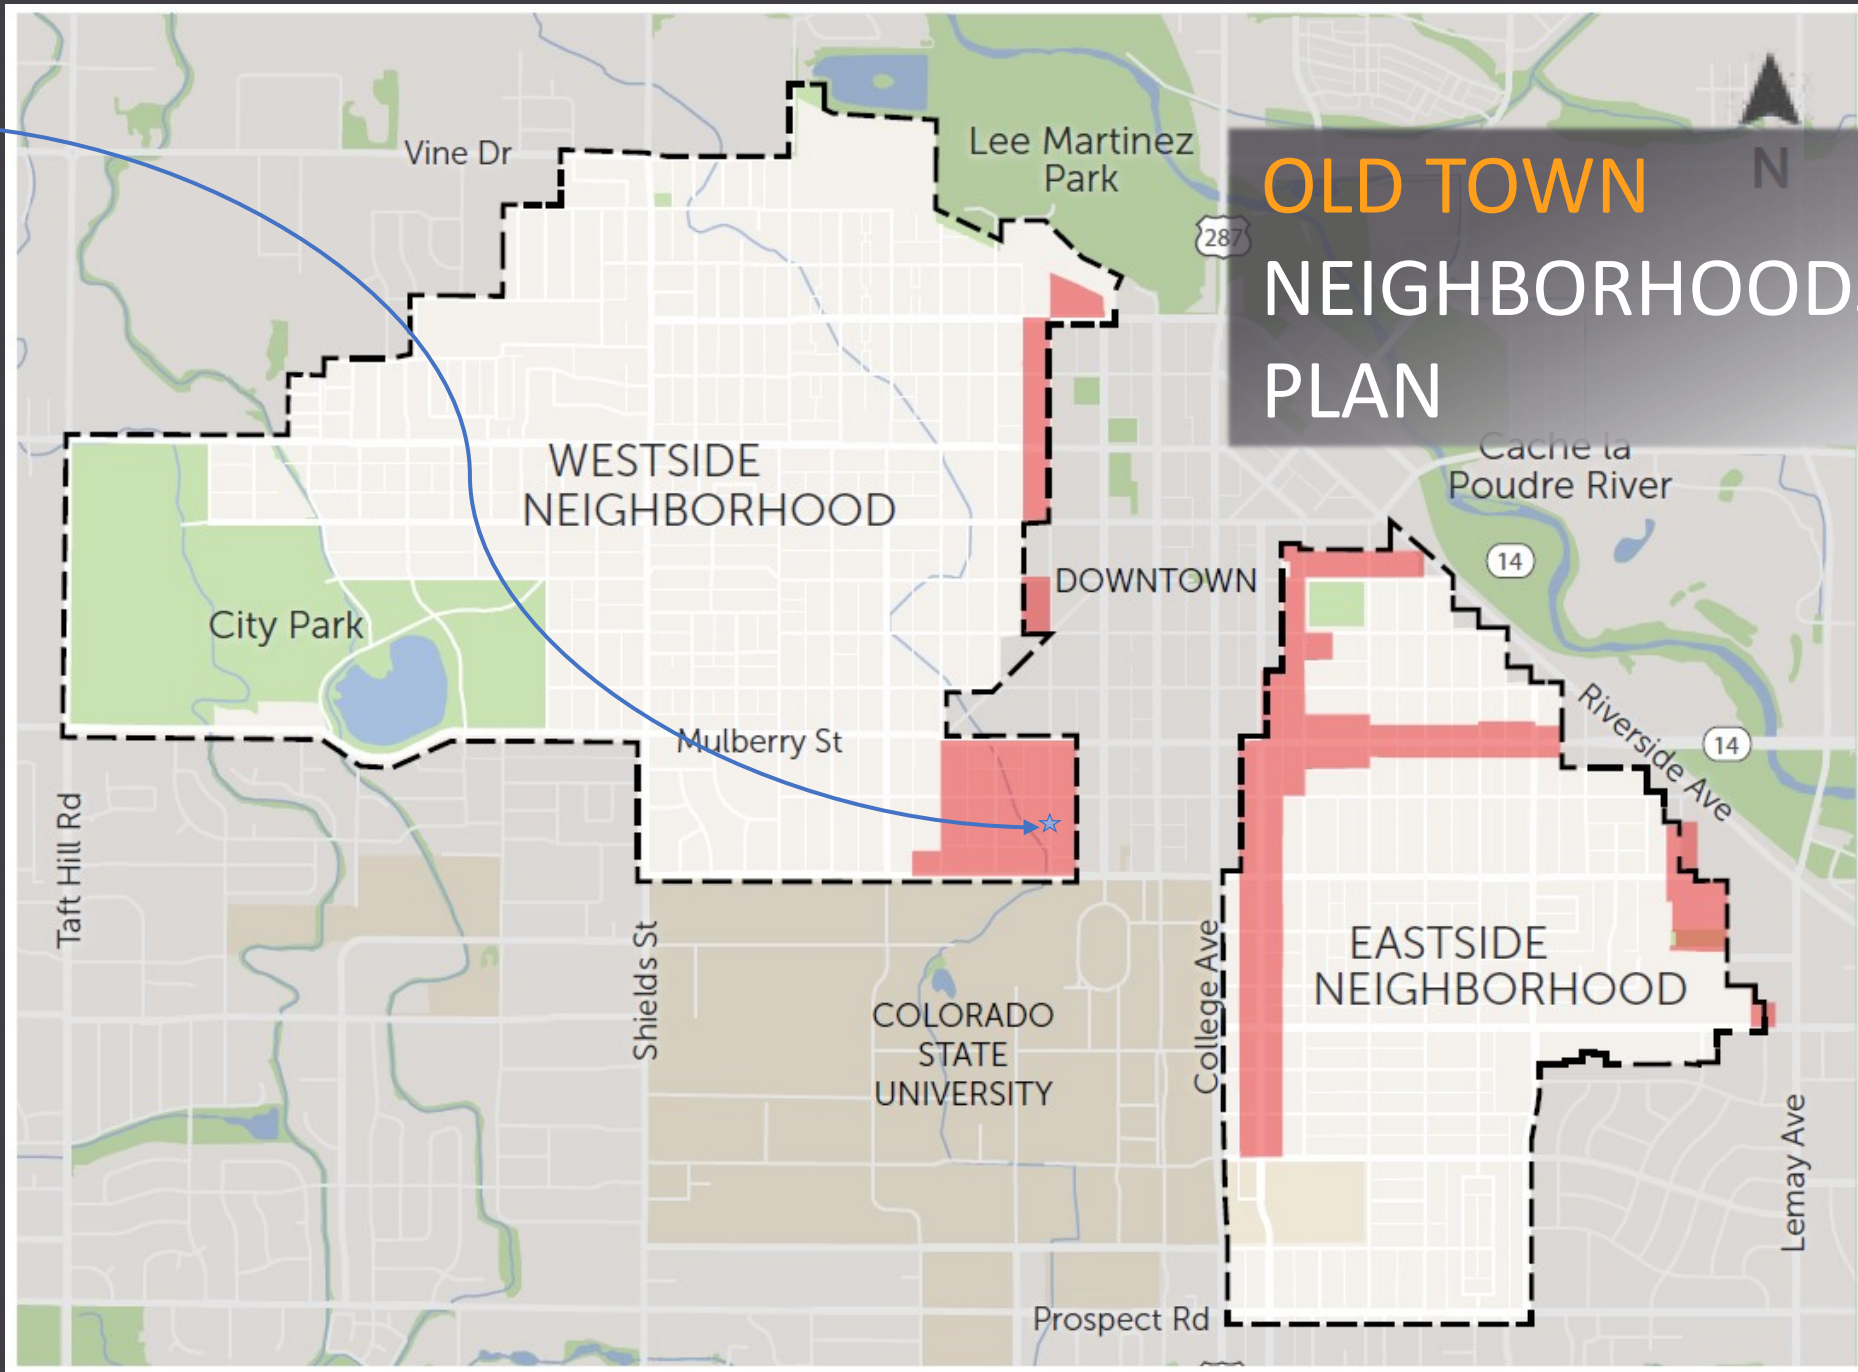 Vine Dr
Lee Martinez
Park
N
OLD TOWN
NEIGHBORHOODS
PLAN
287
WESTSIDE
NEIGHBORHOOD
Cache la
Poudre River
14
DOWNTOWN
City Park
Mulberry St
Riverside Ave
14
Taft Hill Rd
Shields St
College Ave
EASTSIDE
NEIGHBORHOOD
COLORADO
STATE
UNIVERSITY
Lemay Ave
Prospect Rd